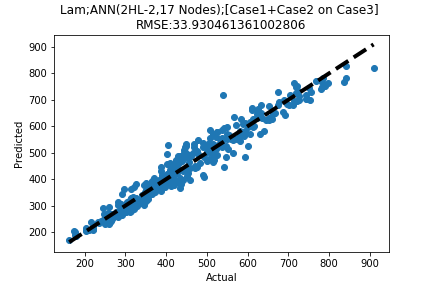 Lam;ANN(2HL-2,17 Nodes);[Case1+Case2 on Case3]
RMSE:33.930461361002806
900
800
700
600
500
400
300
200
Predicted
200 300 400 500 600 700 800 900
Actual